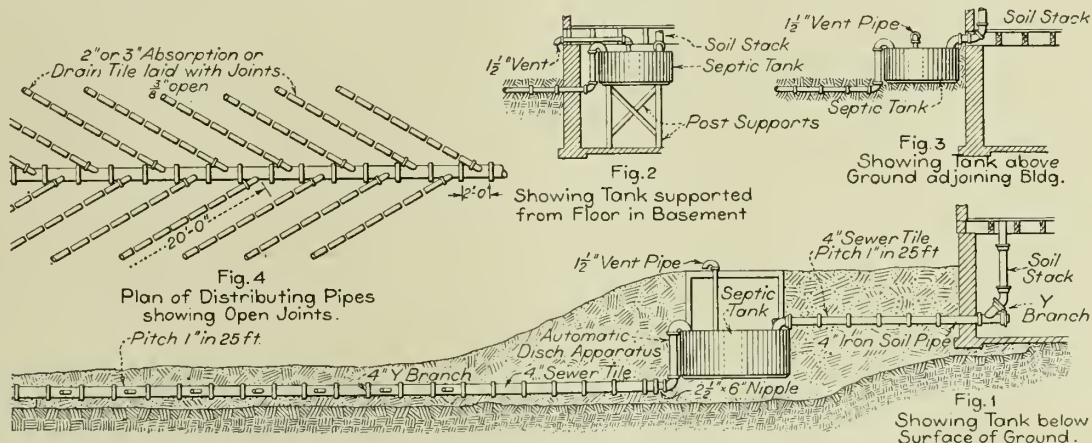 2" or 3" Absorption or
Drain Tile laid with Joints
3/8" open
20'-0"
2'-0"
Fig. 4
Plan of Distributing Pipes
showing Open Joints.
1½" Vent
Soil Stack
Septic Tank
Post Supports
Fig. 2
Showing Tank supported
from Floor in Basement
1½" Vent Pipe
Soil Stack
Septic Tank
Fig. 3
Showing Tank above
Ground adjoining Bldg.
Pitch 1" in 25 ft.
4" Y Branch
4" Sewer Tile
1½" Vent Pipe
Septic
Tank
Automatic
Disch Apparatus
2½" × 6" Nipple
4" Sewer Tile
Pitch 1" in 25 ft
4" Iron Soil Pipe
Soil
Stack
Y
Branch
Fig. 1
Showing Tank below
Surface of Ground.